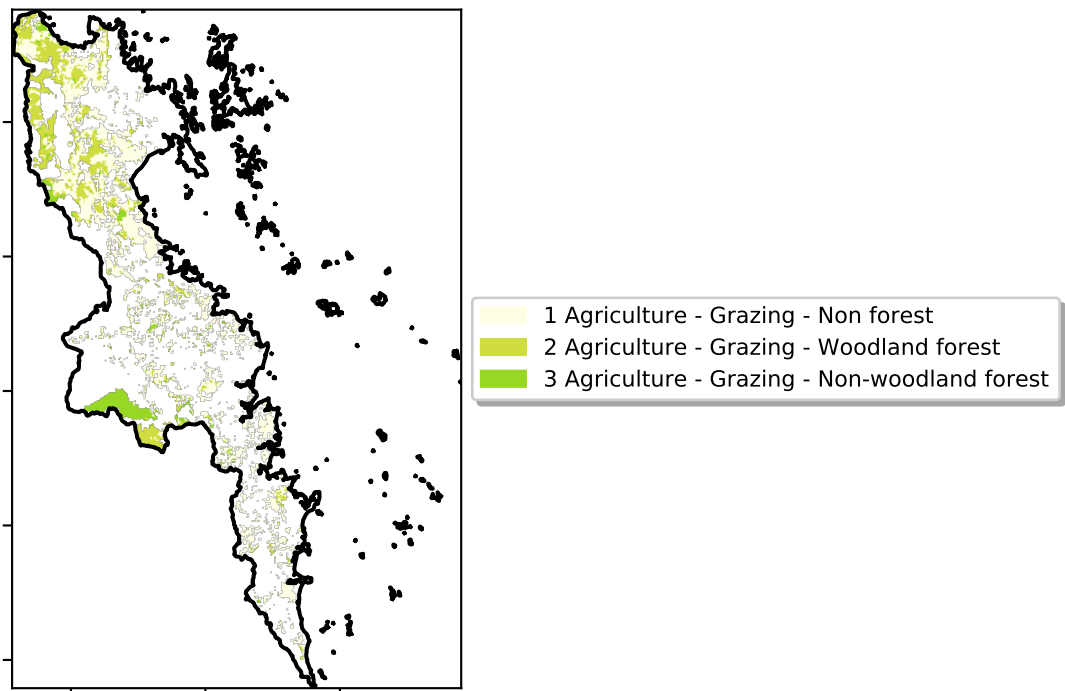 1 Agriculture - Grazing - Non forest
2 Agriculture - Grazing - Woodland forest
3 Agriculture - Grazing - Non-woodland forest